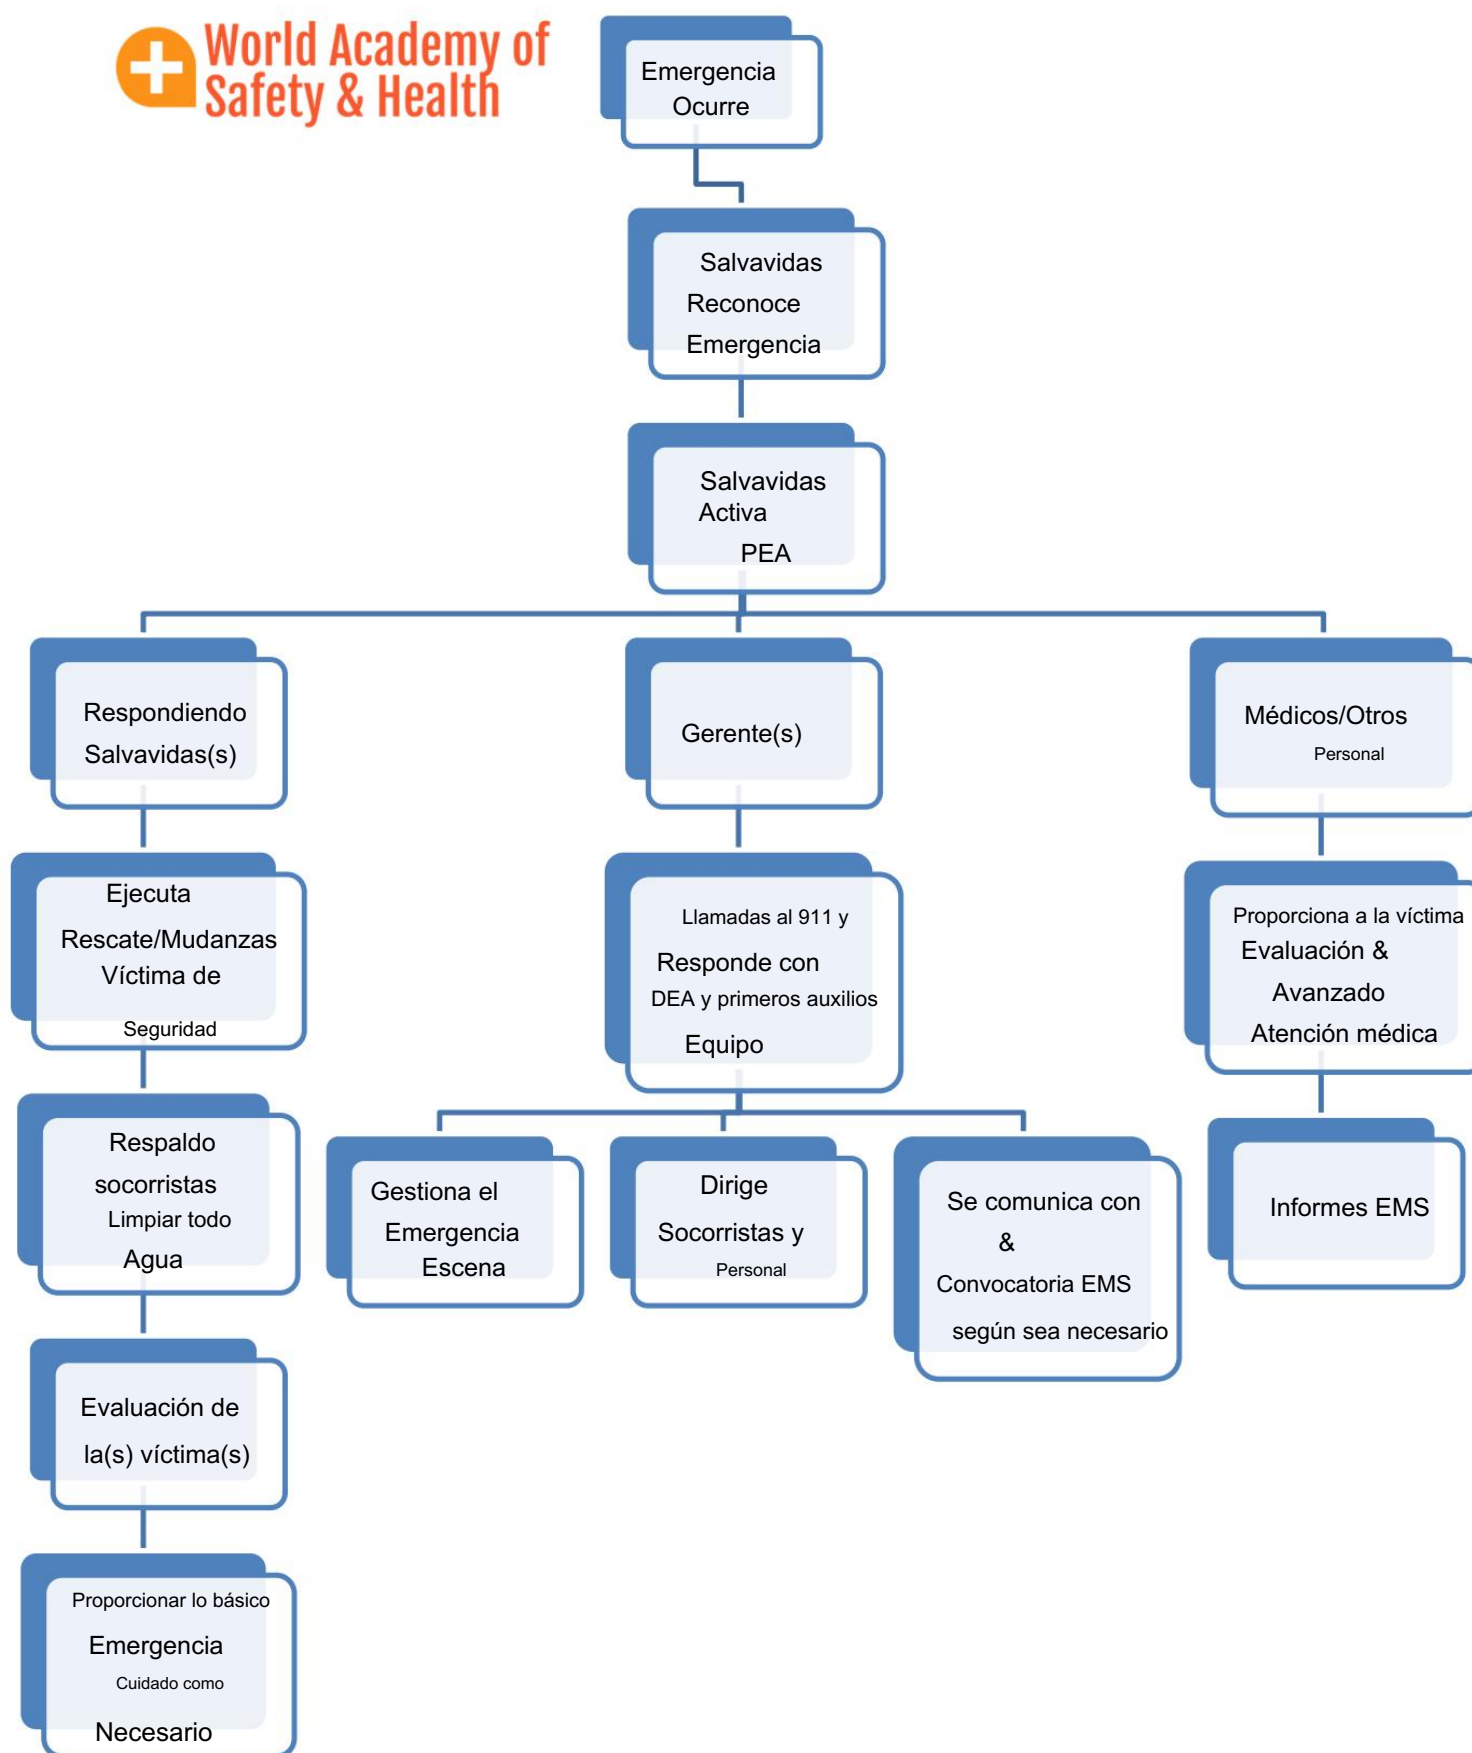 World Academy of
Safety & Health
Emergencia
Ocurre
Salvavidas
Reconoce
Emergencia
Salvavidas
Activa
PEA
Respondiendo
Salvavidas(s)
Gerente(s)
Médicos/Otros
Personal
Ejecuta
Rescate/Mudanzas
Víctima de
Seguridad
Llamadas al 911 y
Responde con
DEA y primeros auxilios
Equipo
Proporciona a la víctima
Evaluación &
Avanzado
Atención médica
Respaldo
socorristas
Limpiar todo
Agua
Gestiona el
Emergencia
Escena
Dirige
Socorristas y
Personal
Se comunica con
&
Convocatoria EMS
según sea necesario
Informes EMS
Evaluación de
la(s) víctima(s)
Proporcionar lo básico
Emergencia
Cuidado como
Necesario